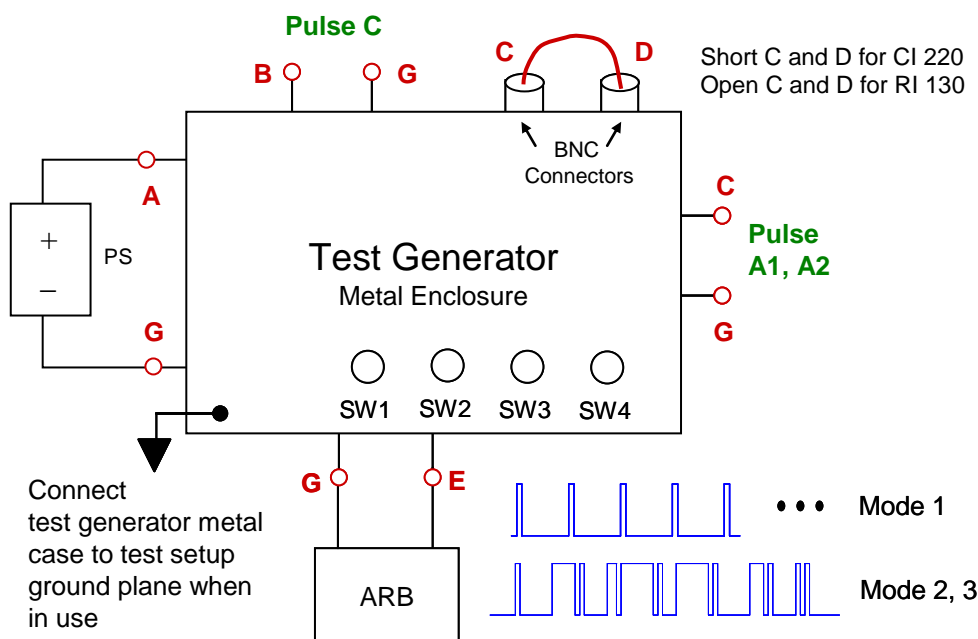 Pulse C
B
G
C
D
Short C and D for CI 220
Open C and D for RI 130
BNC
Connectors
A
C
+
PS
−
Pulse
A1, A2
Test Generator
Metal Enclosure
G
G
SW1
SW2
SW3
SW4
G
E
Connect
test generator metal
case to test setup
ground plane when
in use
ARB
••• Mode 1
Mode 2, 3